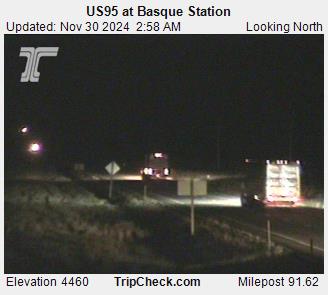 US95 at Basque Station
Updated: Nov 30 2024 2:58 AM Looking North
Elevation 4460 TripCheck.com Milepost 91.62